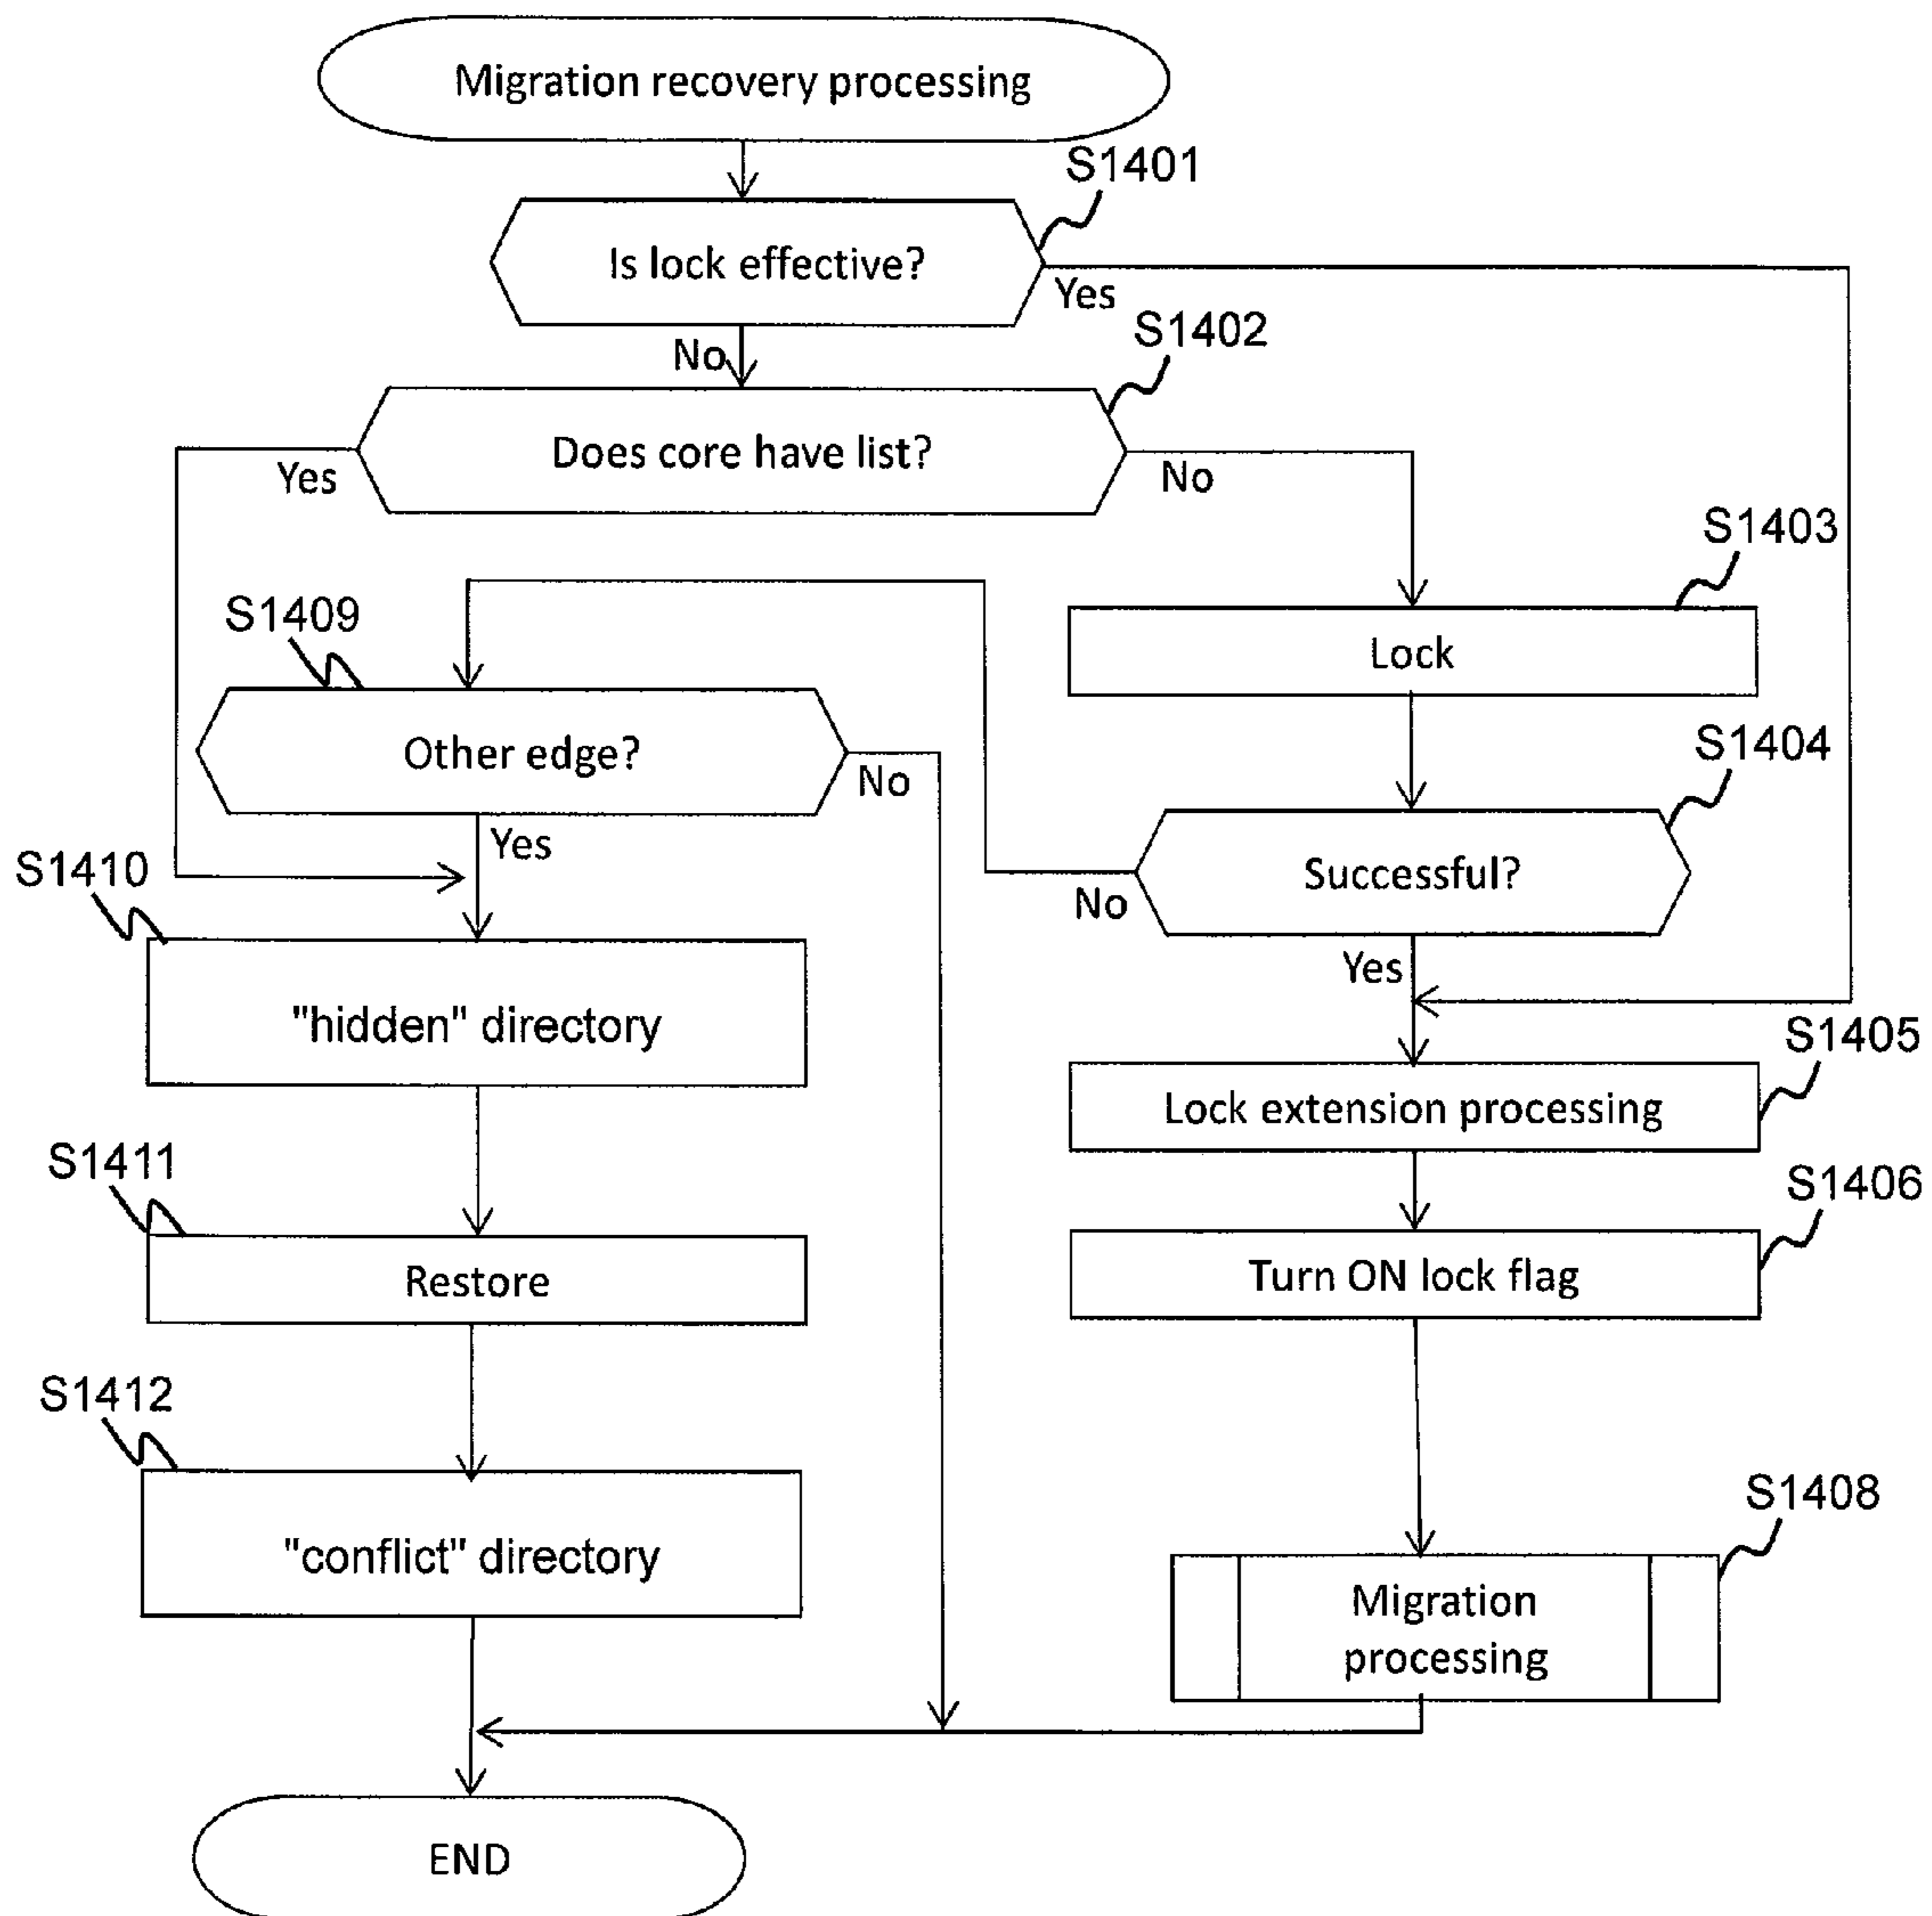 Migration recovery processing
S1401
Is lock effective?
Yes
No
S1402
Does core have list?
Yes
No
S1403
Lock
S1409
Other edge?
No
Yes
S1404
Successful?
No
Yes
S1410
"hidden" directory
S1405
Lock extension processing
S1411
Restore
S1406
Turn ON lock flag
S1412
"conflict" directory
S1408
Migration
processing
END